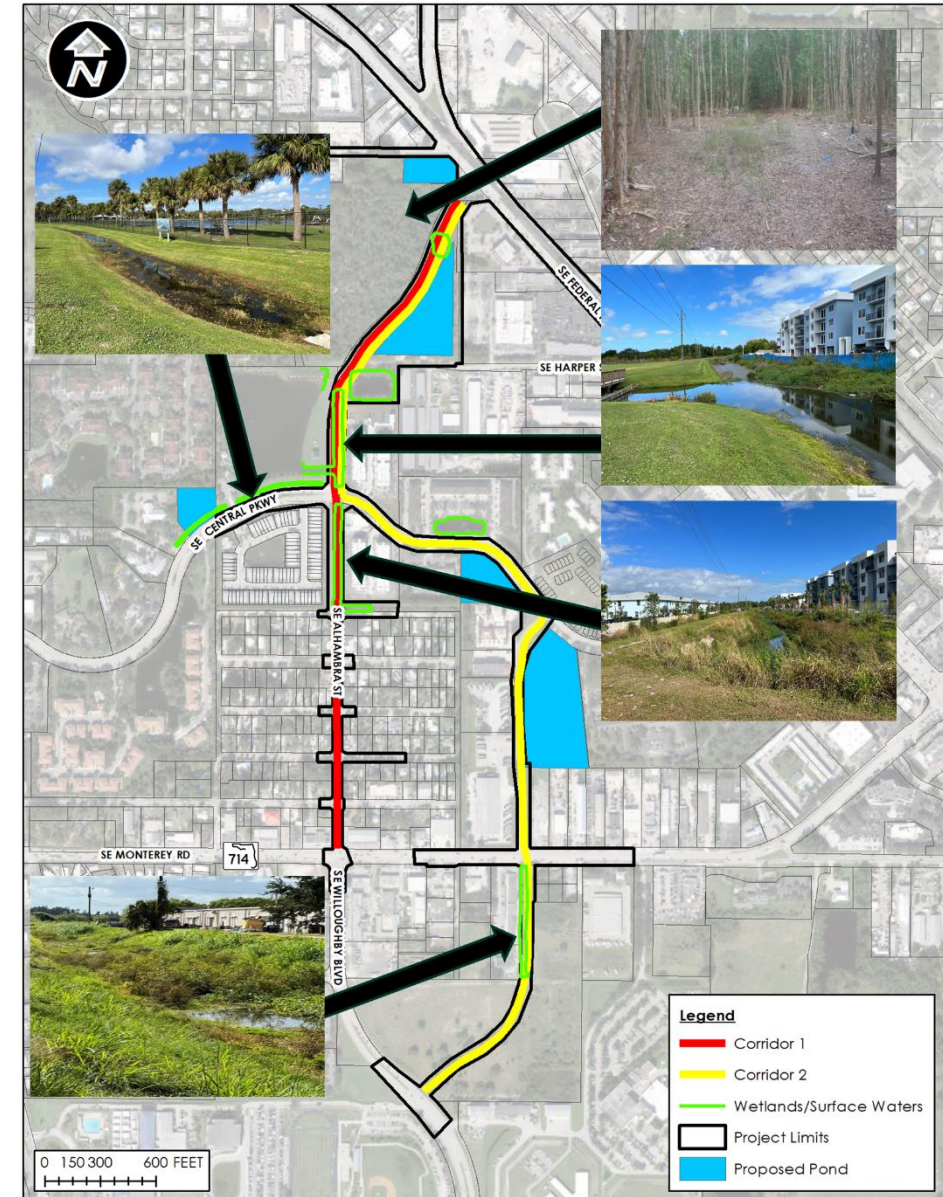 N
SE FEDERAL
SE HARPER S
SE CENTRAL PKWY
SE ALHAMBRA ST
SE MONTEREY RD
714
SE WILLOUGHBY BLVD
Legend
Corridor 1
Corridor 2
Wetlands/Surface Waters
Project Limits
Proposed Pond
0 150 300 600 FEET